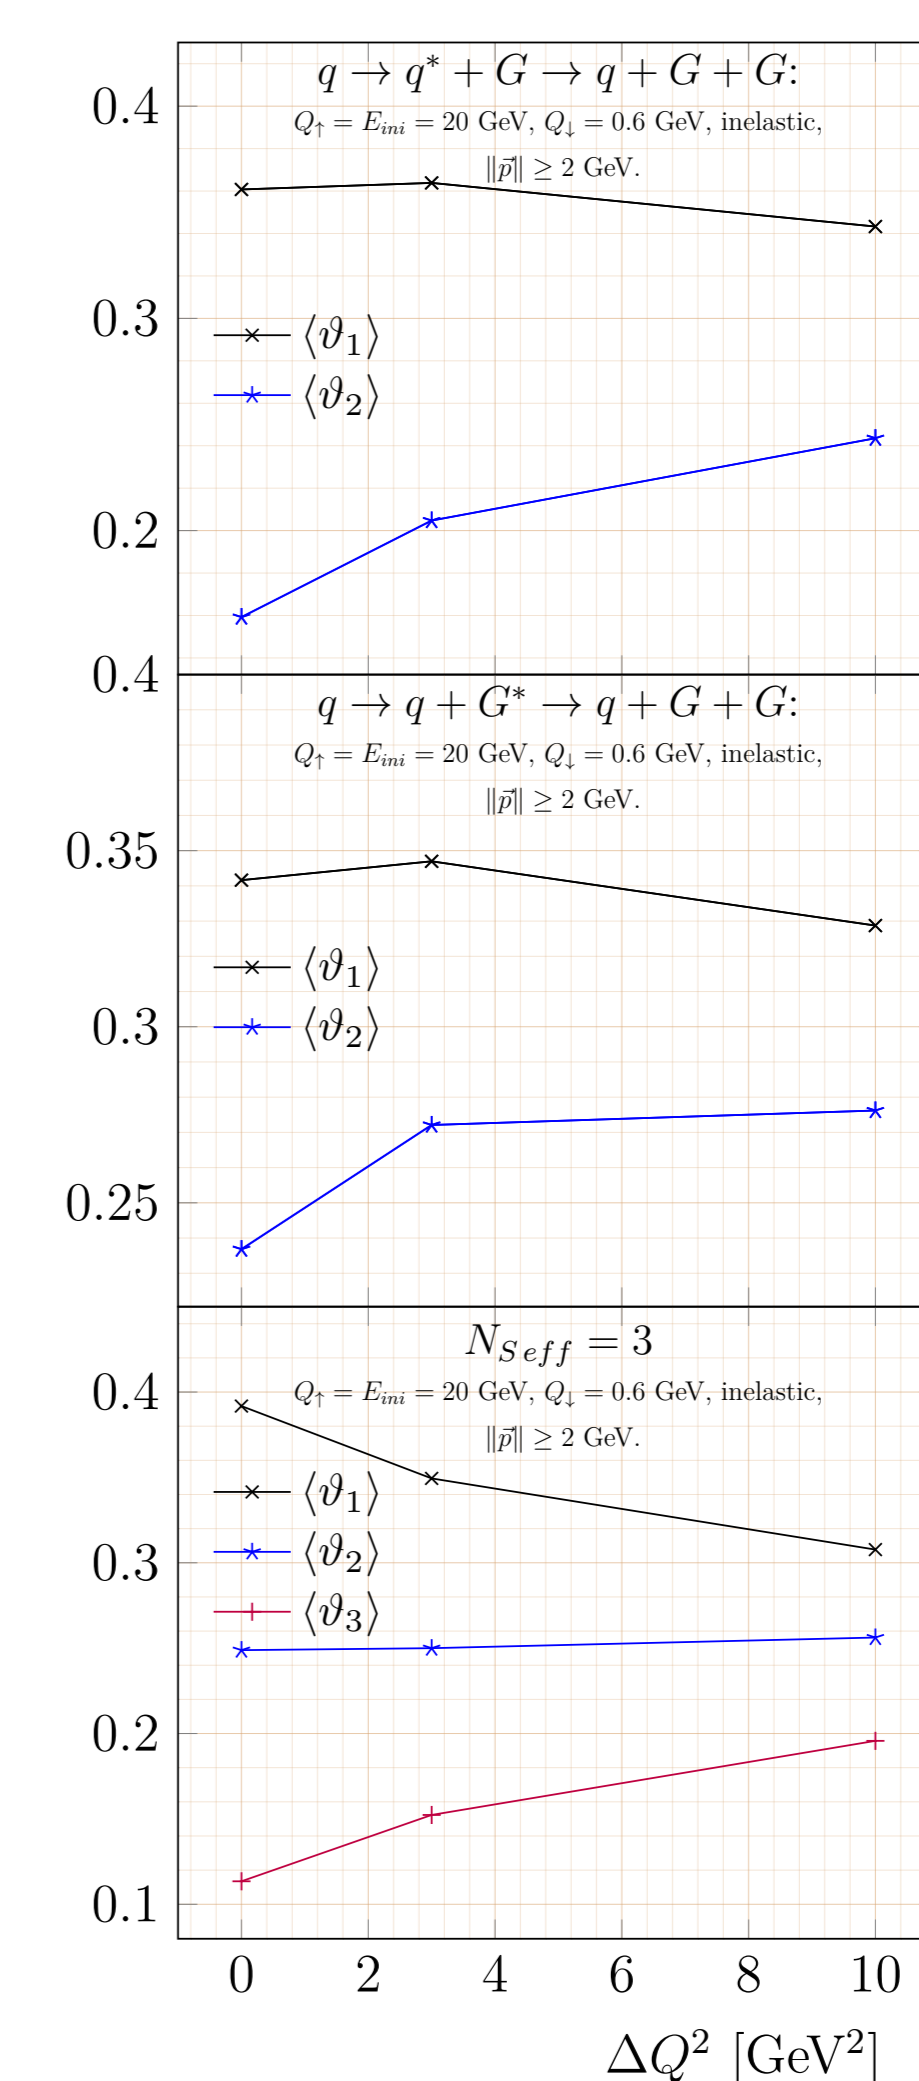 q → q* + G → q + G + G:
0.4
Q↑ = E_ini = 20 GeV, Q↓ = 0.6 GeV, inelastic,
‖p⃗‖ ≥ 2 GeV.
0.3
⟨ϑ₁⟩
⟨ϑ₂⟩
0.2
0.4
q → q + G* → q + G + G:
Q↑ = E_ini = 20 GeV, Q↓ = 0.6 GeV, inelastic,
‖p⃗‖ ≥ 2 GeV.
0.35
⟨ϑ₁⟩
0.3
⟨ϑ₂⟩
0.25
N_{S eff} = 3
0.4
Q↑ = E_ini = 20 GeV, Q↓ = 0.6 GeV, inelastic,
‖p⃗‖ ≥ 2 GeV.
⟨ϑ₁⟩
0.3
⟨ϑ₂⟩
⟨ϑ₃⟩
0.2
0.1
0 2 4 6 8 10
ΔQ² [GeV²]